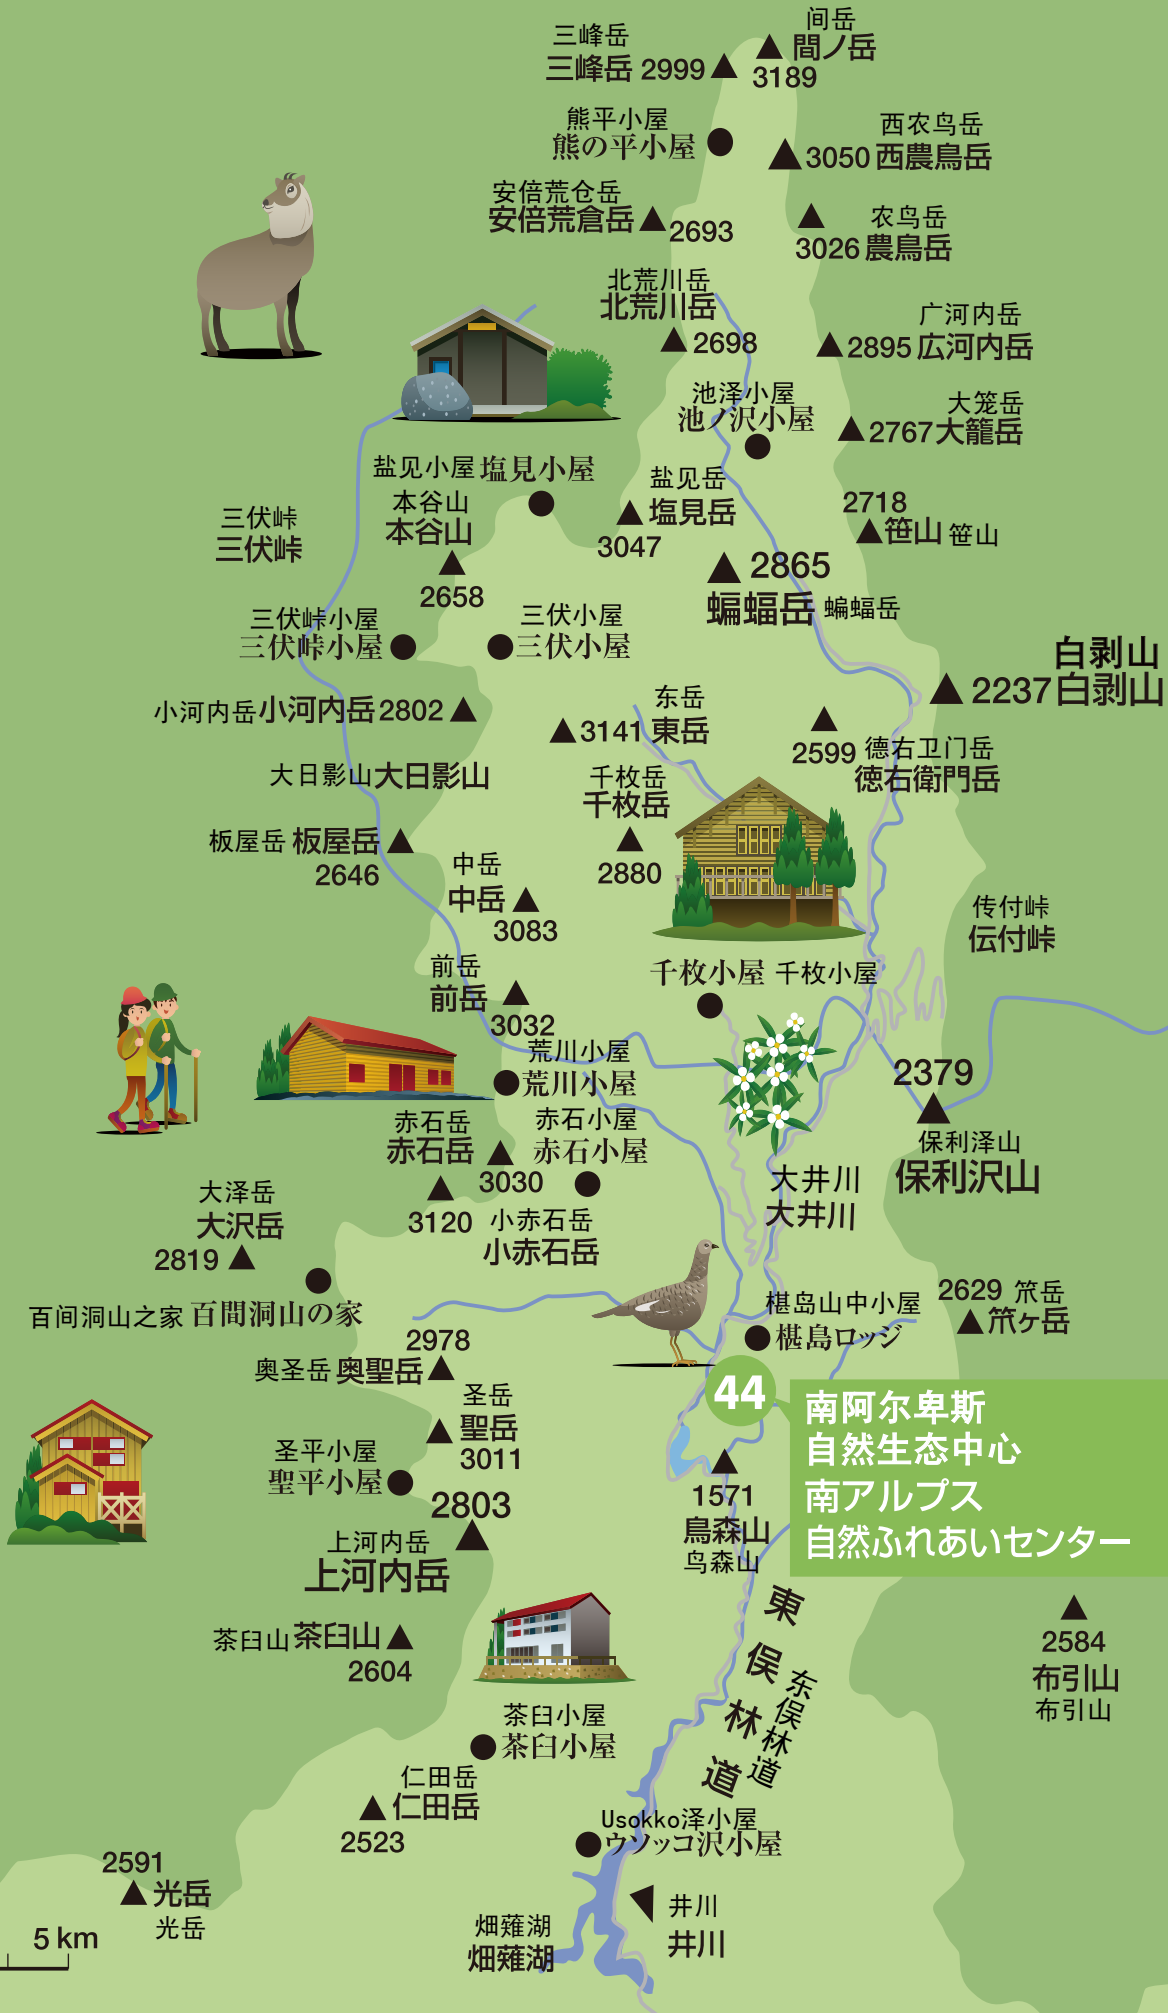 间岳
間ノ岳
3189
三峰岳
三峰岳 2999
熊平小屋
熊の平小屋
西农鸟岳
3050 西農鳥岳
安倍荒仓岳
安倍荒倉岳
2693
农鸟岳
3026 農鳥岳
北荒川岳
北荒川岳
2698
广河内岳
2895 広河内岳
池泽小屋
池ノ沢小屋
大笼岳
2767 大籠岳
盐见小屋 塩見小屋
盐见岳
塩見岳
3047
本谷山
本谷山
2658
2718
笹山 笹山
三伏峠
三伏峠
2865
蝙蝠岳 蝙蝠岳
三伏峠小屋
三伏峠小屋
三伏小屋
三伏小屋
白剥山
2237 白剥山
小河内岳 小河内岳 2802
东岳
3141 東岳
2599 德右卫门岳
徳右衛門岳
大日影山 大日影山
千枚岳
千枚岳
2880
板屋岳 板屋岳
2646
中岳
中岳
3083
传付峠
伝付峠
前岳
前岳
3032
千枚小屋 千枚小屋
荒川小屋
荒川小屋
2379
保利泽山
保利沢山
赤石岳
赤石岳
3030
3120
赤石小屋
赤石小屋
小赤石岳
小赤石岳
大井川
大井川
大泽岳
大沢岳
2819
百间洞山之家 百間洞山の家
2629 笊岳
笊ヶ岳
椹岛山中小屋
椹島ロッジ
2978
奥圣岳 奥聖岳
圣岳
聖岳
3011
44
南阿尔卑斯
自然生态中心
南アルプス
自然ふれあいセンター
圣平小屋
聖平小屋
2803
上河内岳
上河内岳
1571
鳥森山
鸟森山
茶臼山 茶臼山
2604
東俣林道
东俣林道
2584
布引山
布引山
茶臼小屋
茶臼小屋
仁田岳
仁田岳
2523
Usokko泽小屋
ウソッコ沢小屋
2591
光岳
光岳
井川
井川
畑薙湖
畑薙湖
5 km